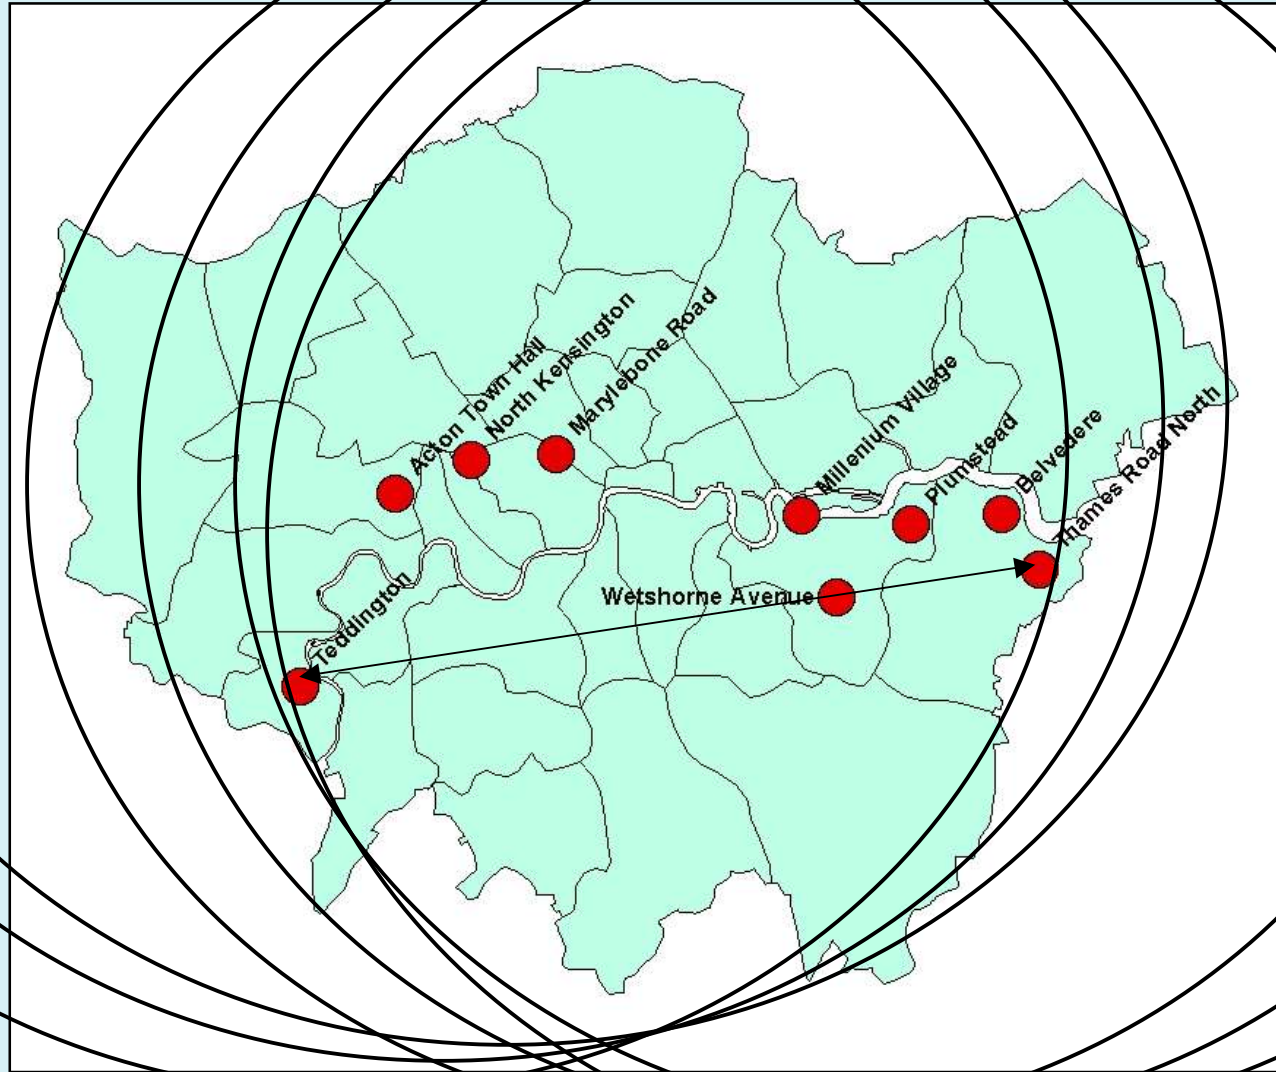 Acton Town Hall
North Kensington
Marylebone Road
Millenium Village
Plumstead
Belvedere
Thames Road North
Wetshorne Avenue
Teddington